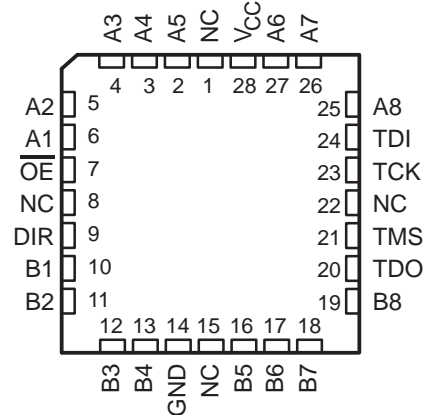 A3 A4 A5 NC VCC A6 A7
4 3 2 1 28 27 26
A2 5 25 A8
A1 6 24 TDI
OE 7 23 TCK
NC 8 22 NC
DIR 9 21 TMS
B1 10 20 TDO
B2 11 19 B8
12 13 14 15 16 17 18
B3 B4 GND NC B5 B6 B7